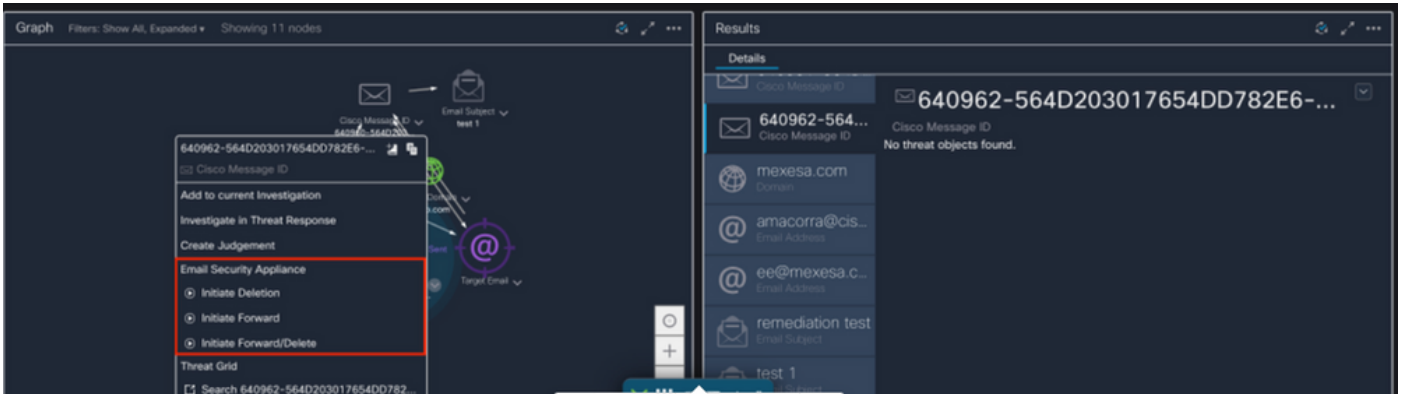 Graph Filters: Show All, Expanded ▾ Showing 11 nodes
Cisco Message ID
640962-564D203
Email Subject
test 1
640962-564D203017654DD782E6-...
Cisco Message ID
Add to current Investigation
Investigate in Threat Response
Create Judgement
Email Security Appliance
Initiate Deletion
Initiate Forward
Initiate Forward/Delete
Threat Grid
Search 640962-564D203017654DD782...
Target Email
Results
Details
Cisco Message ID
640962-564...
Cisco Message ID
mexesa.com
Domain
amacorra@cis...
Email Address
ee@mexesa.c...
Email Address
remediation test
Email Subject
test 1
Email Subject
640962-564D203017654DD782E6-...
Cisco Message ID
No threat objects found.